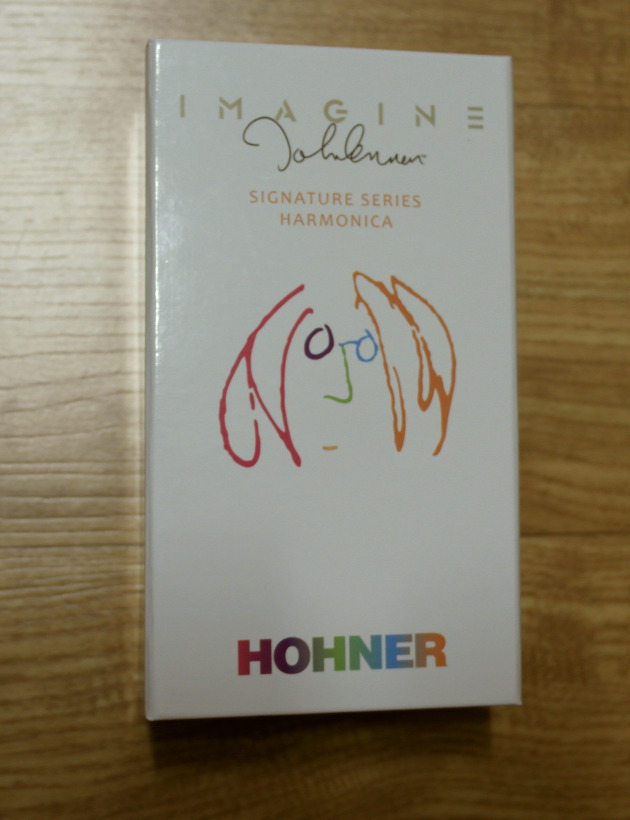 IMAGINE
John Lennon
SIGNATURE SERIES
HARMONICA
HOHNER